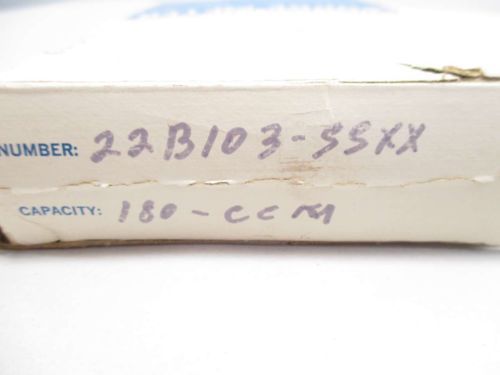 NUMBER: 22B103-SSXX
CAPACITY: 180-CCM